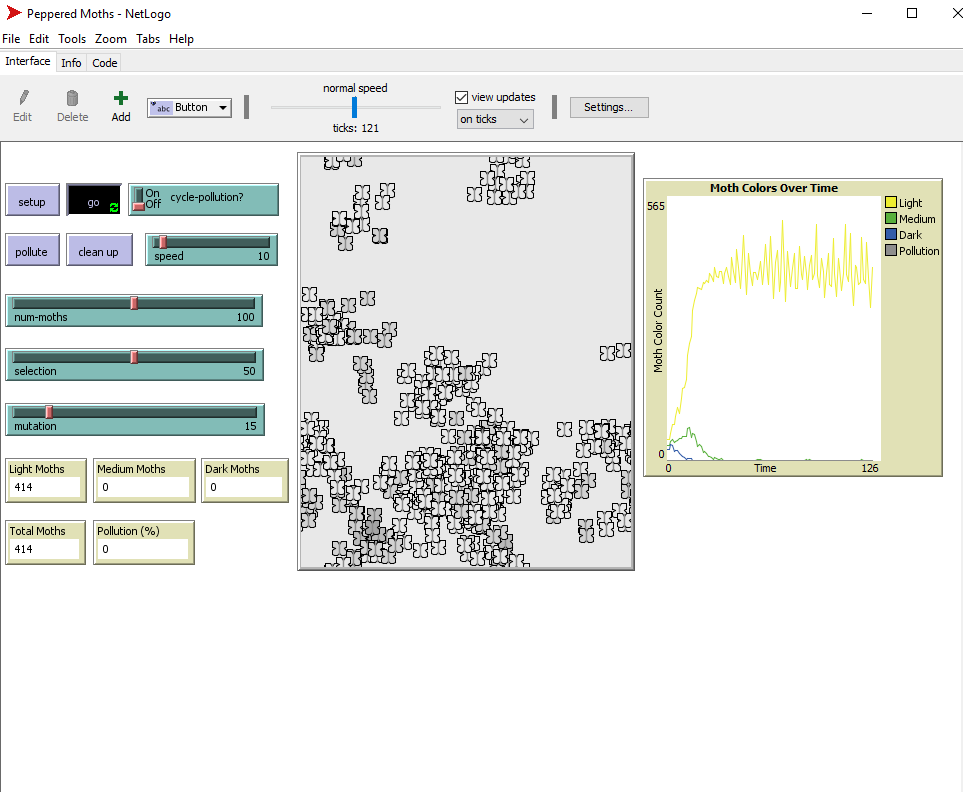 Peppered Moths - NetLogo
File Edit Tools Zoom Tabs Help
Interface Info Code
normal speed
Edit Delete Add abc Button view updates Settings...
on ticks
ticks: 121
setup go On Off cycle-pollution?
pollute clean up speed 10
num-moths 100
selection 50
mutation 15
Light Moths Medium Moths Dark Moths
414 0 0
Total Moths Pollution (%)
414 0
Moth Colors Over Time
565
Moth Color Count
0
0 Time 126
Light
Medium
Dark
Pollution